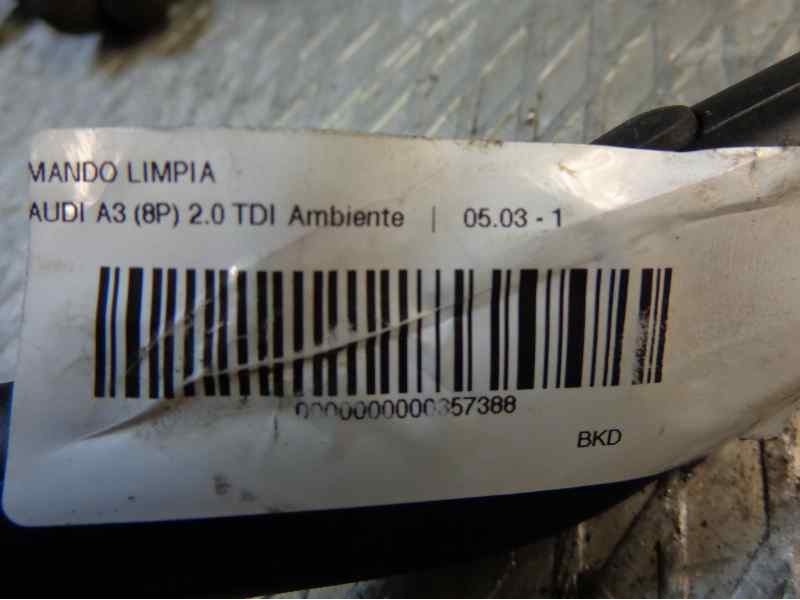 MANDO LIMPIA
AUDI A3 (8P) 2.0 TDI Ambiente | 05.03 - 1
0000000000357388
BKD